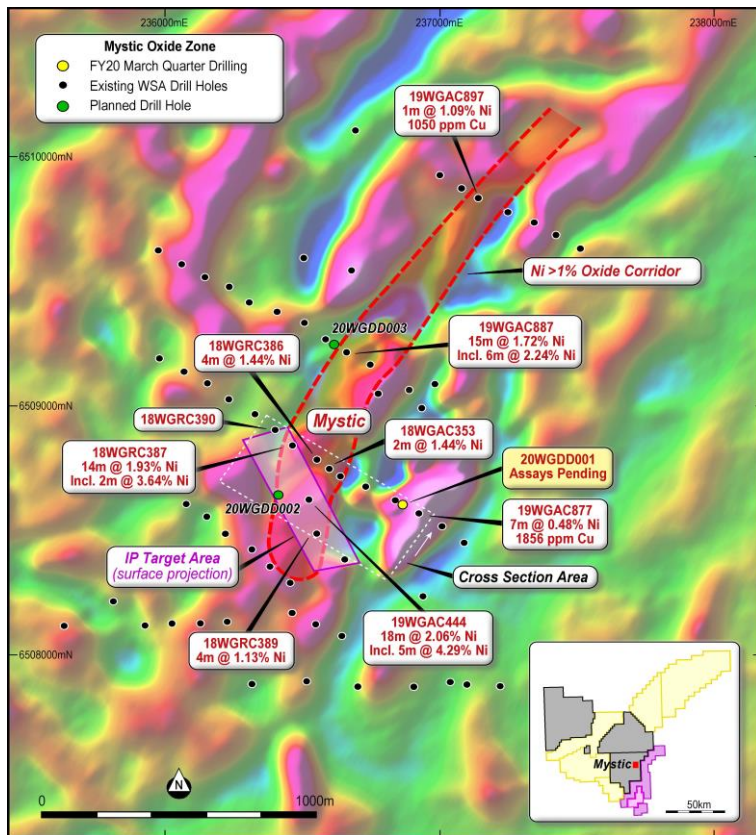 236000mE
237000mE
238000mE
Mystic Oxide Zone
FY20 March Quarter Drilling
Existing WSA Drill Holes
Planned Drill Hole
19WGAC897
1m @ 1.09% Ni
1050 ppm Cu
6510000mN
Ni >1% Oxide Corridor
20WGDD003
18WGRC386
4m @ 1.44% Ni
19WGAC887
15m @ 1.72% Ni
Incl. 6m @ 2.24% Ni
6509000mN
18WGRC390
Mystic
18WGAC353
2m @ 1.44% Ni
18WGRC387
14m @ 1.93% Ni
Incl. 2m @ 3.64% Ni
20WGDD001
Assays Pending
20WGDD002
19WGAC877
7m @ 0.48% Ni
1856 ppm Cu
IP Target Area
(surface projection)
Cross Section Area
18WGRC389
4m @ 1.13% Ni
19WGAC444
18m @ 2.06% Ni
Incl. 5m @ 4.29% Ni
6508000mN
N
0
1000m
Mystic
50km